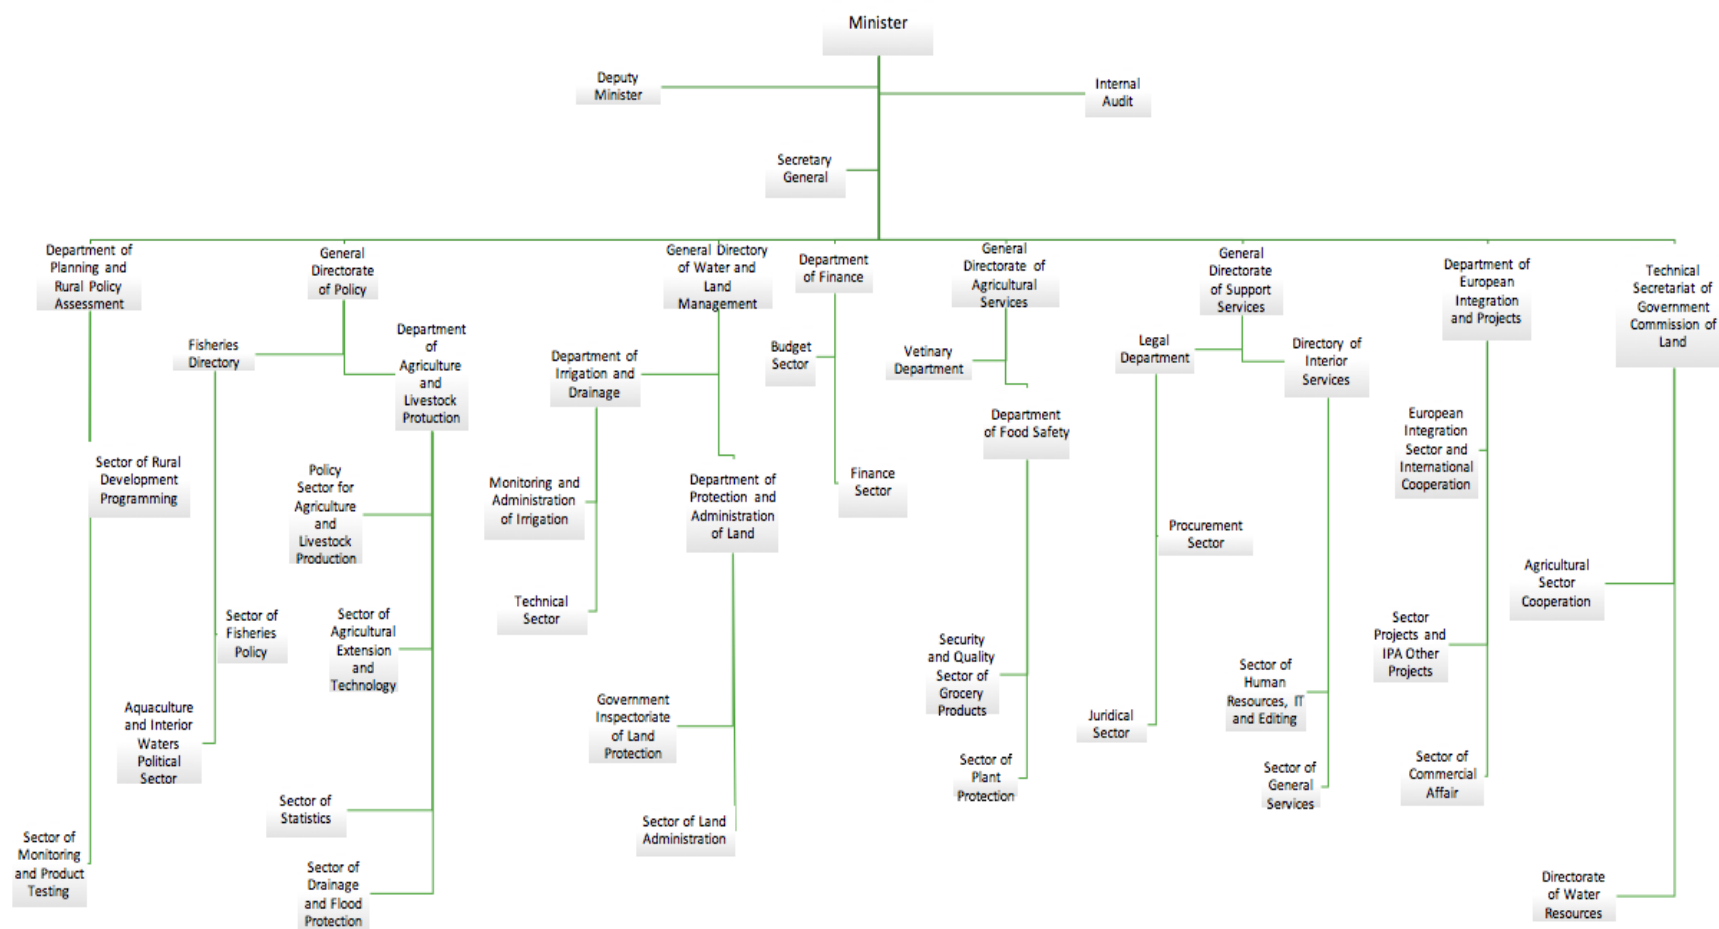 Minister
Deputy
Minister
Internal
Audit
Secretary
General
Department of
Planning and
Rural Policy
Assessment
General
Directorate
of Policy
General Directory
of Water and
Land
Management
Department
of Finance
General
Directorate of
Agricultural
Services
General
Directorate
of Support
Services
Department of
European
Integration
and Projects
Technical
Secretariat of
Government
Commission of
Land
Fisheries
Directory
Department
of
Agriculture
and
Livestock
Protuction
Department of
Irrigation and
Drainage
Budget
Sector
Vetinary
Department
Legal
Department
Directory of
Interior
Services
Department
of Food Safety
European
Integration
Sector and
International
Cooperation
Sector of Rural
Development
Programming
Policy
Sector for
Agriculture
and
Livestock
Production
Monitoring and
Administration
of Irrigation
Department of
Protection and
Administration
of Land
Finance
Sector
Procurement
Sector
Agricultural
Sector
Cooperation
Technical
Sector
Sector of
Fisheries
Policy
Sector of
Agricultural
Extension
and
Technology
Security
and Quality
Sector of
Grocery
Products
Sector
Projects and
IPA Other
Projects
Sector of
Human
Resources, IT
and Editing
Aquaculture
and Interior
Waters
Political
Sector
Government
Inspectoriate
of Land
Protection
Juridical
Sector
Sector of
Plant
Protection
Sector of
General
Services
Sector of
Commercial
Affair
Sector of
Statistics
Sector of Land
Administration
Sector of
Monitoring
and Product
Testing
Sector of
Drainage
and Flood
Protection
Directorate
of Water
Resources